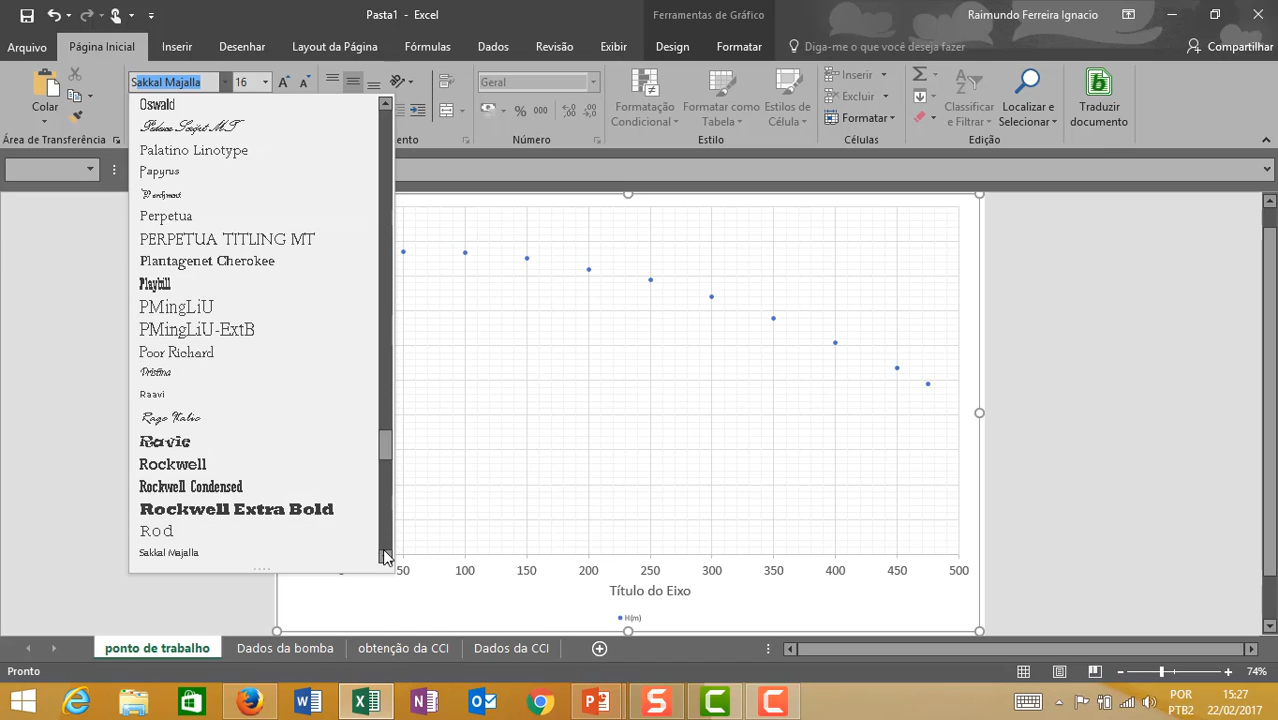 Pasta1 - Excel
Ferramentas de Gráfico
Raimundo Ferreira Ignacio
Arquivo
Página Inicial
Inserir
Desenhar
Layout da Página
Fórmulas
Dados
Revisão
Exibir
Design
Formatar
Diga-me o que você deseja fazer
Compartilhar
Colar
Sakkal Majalla
16
Geral
%
000
Formatação
Condicional
Formatar como
Tabela
Estilos de
Célula
Inserir
Excluir
Formatar
Classificar
e Filtrar
Localizar e
Selecionar
Traduzir
documento
Área de Transferência
Número
Estilo
Células
Edição
Oswald
Palace Script MT
Palatino Linotype
Papyrus
Parchment
Perpetua
PERPETUA TITLING MT
Plantagenet Cherokee
Playbill
PMingLiU
PMingLiU-ExtB
Poor Richard
Pristina
Raavi
Rage Italic
Ravie
Rockwell
Rockwell Condensed
Rockwell Extra Bold
Rod
Sakkal Majalla
50 100 150 200 250 300 350 400 450 500
Título do Eixo
H(m)
ponto de trabalho
Dados da bomba
obtenção da CCI
Dados da CCI
Pronto
74%
POR
PTB2
15:27
22/02/2017